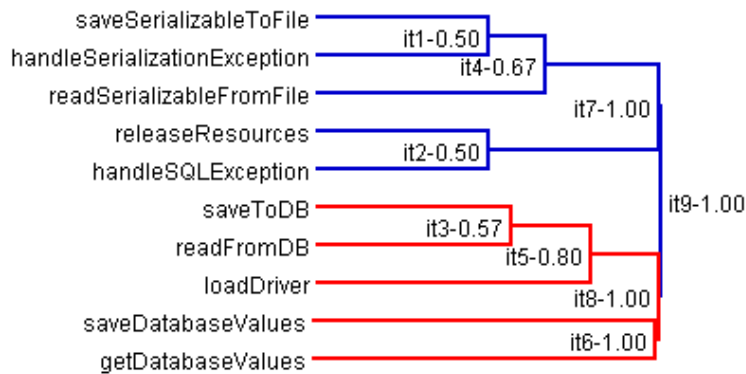 saveSerializableToFile
it1-0.50
handleSerializationException
it4-0.67
readSerializableFromFile
it7-1.00
releaseResources
it2-0.50
handleSQLException
it9-1.00
saveToDB
it3-0.57
readFromDB
it5-0.80
loadDriver
it8-1.00
saveDatabaseValues
it6-1.00
getDatabaseValues